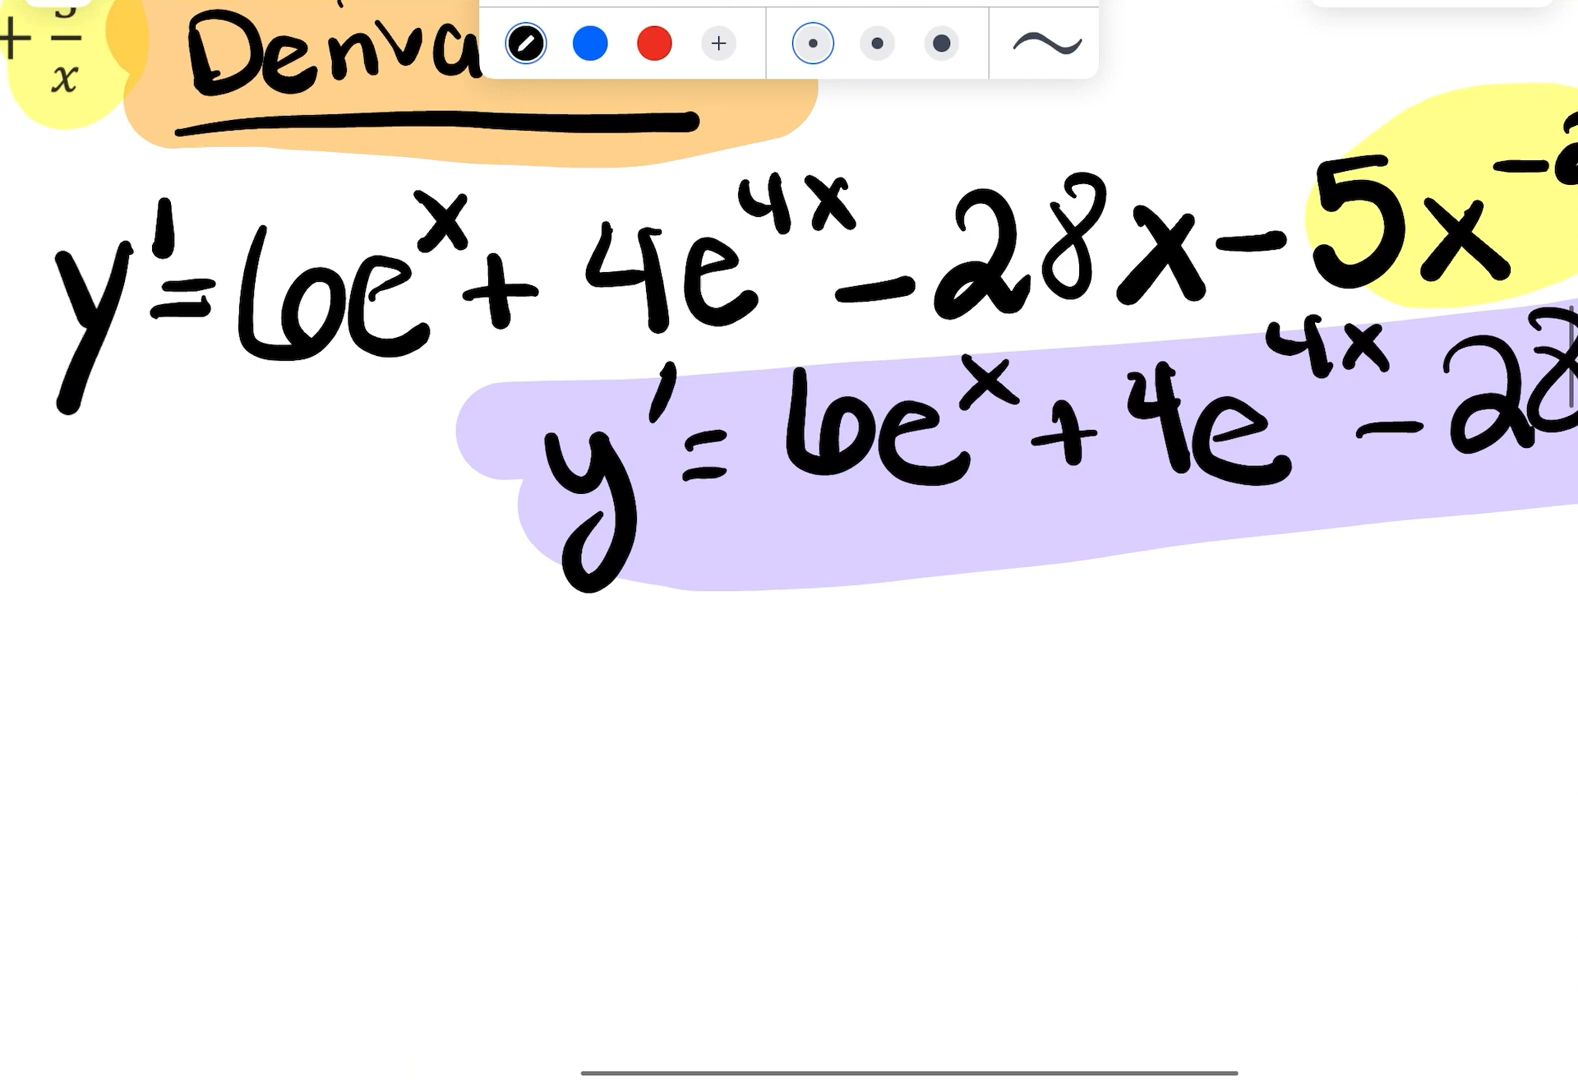 + 5/x Deriva
y' = 6e^x + 4e^{4x} - 28x - 5x^{-2}
y' = 6e^x + 4e^{4x} - 28